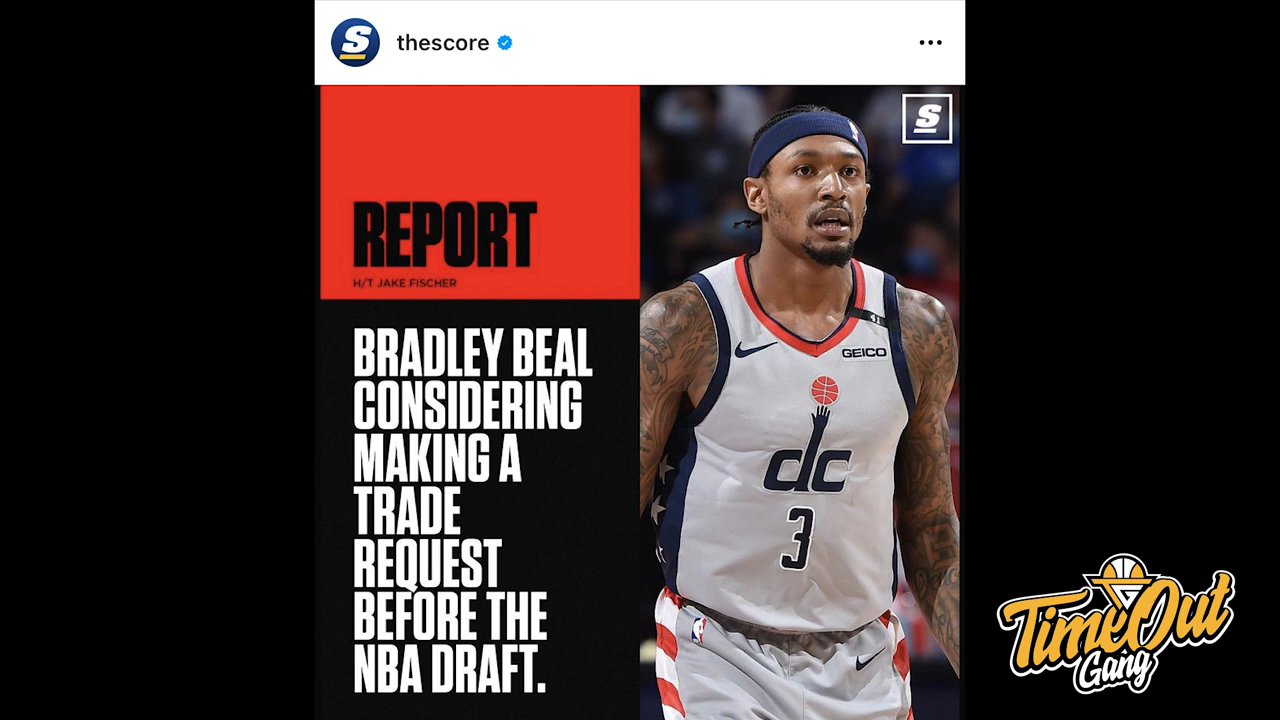 S
thescore
...
S
REPORT
H/T JAKE FISCHER
BRADLEY BEAL
CONSIDERING
MAKING A
TRADE
REQUEST
BEFORE THE
NBA DRAFT.
GEICO
dc
3
TimeOut
Gang